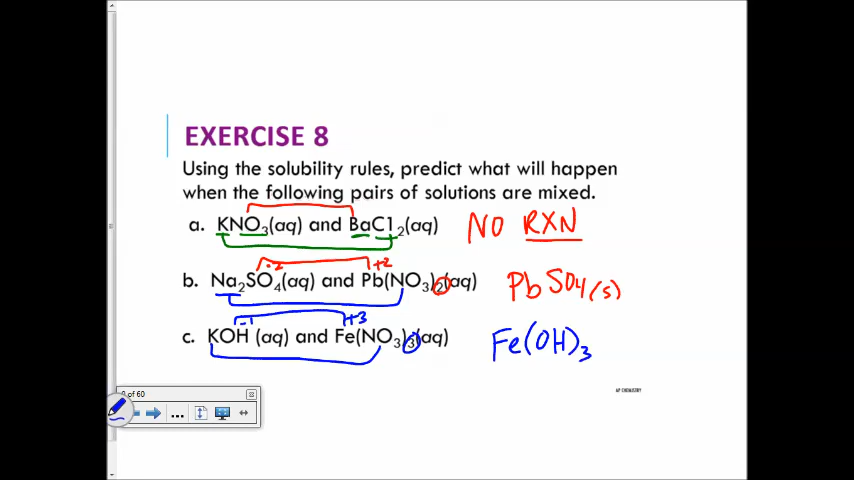 EXERCISE 8
Using the solubility rules, predict what will happen
when the following pairs of solutions are mixed.
a. KNO₃(aq) and BaCl₂(aq) NO RXN
-2 +2
b. Na₂SO₄(aq) and Pb(NO₃)₂(aq) PbSO₄(s)
-1 +3
c. KOH (aq) and Fe(NO₃)₃(aq) Fe(OH)₃
AP CHEMISTRY
9 of 60